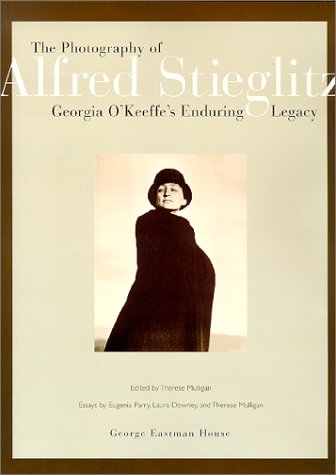 The Photography of
Alfred Stieglitz
Georgia O'Keeffe's Enduring Legacy
Edited by Therese Mulligan
Essays by Eugenia Parry, Laura Downey, and Therese Mulligan
George Eastman House